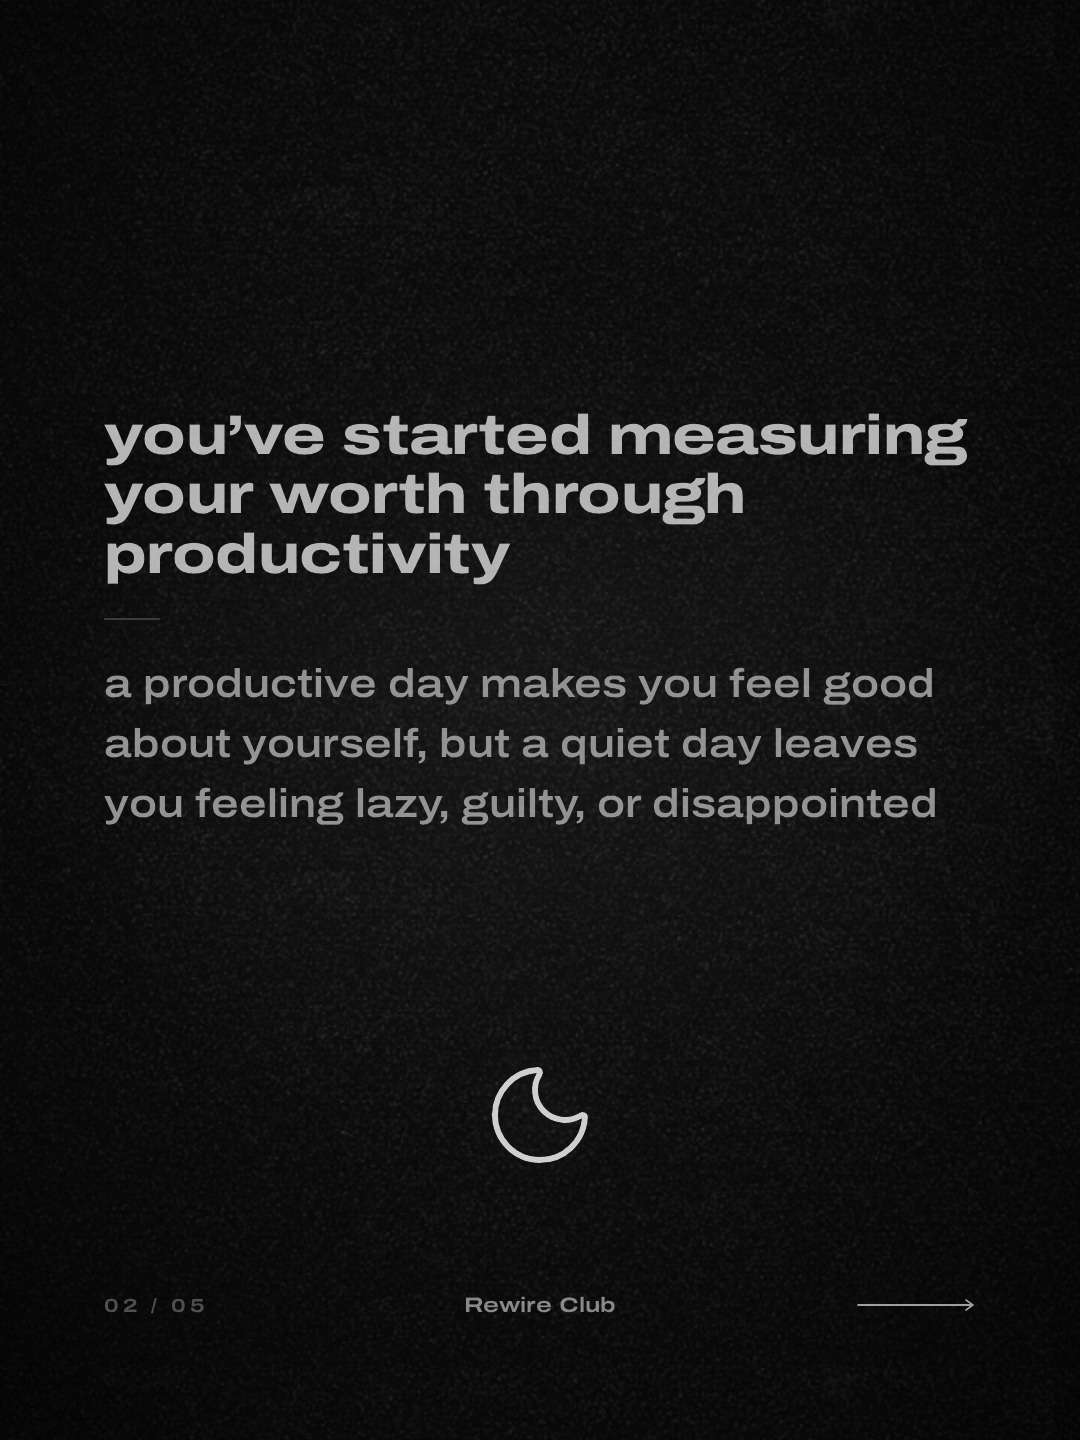 you’ve started measuring
your worth through
productivity
a productive day makes you feel good
about yourself, but a quiet day leaves
you feeling lazy, guilty, or disappointed
02 / 05
Rewire Club